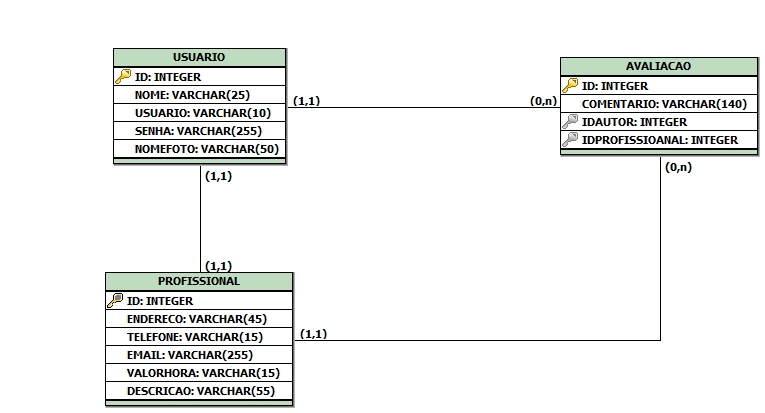 USUARIO
ID: INTEGER
NOME: VARCHAR(25)
USUARIO: VARCHAR(10)
SENHA: VARCHAR(255)
NOMEFOTO: VARCHAR(50)
(1,1)
(0,n)
AVALIACAO
ID: INTEGER
COMENTARIO: VARCHAR(140)
IDAUTOR: INTEGER
IDPROFISSIOANAL: INTEGER
(1,1)
(0,n)
(1,1)
PROFISSIONAL
ID: INTEGER
ENDERECO: VARCHAR(45)
TELEFONE: VARCHAR(15)
EMAIL: VARCHAR(255)
VALORHORA: VARCHAR(15)
DESCRICAO: VARCHAR(55)
(1,1)